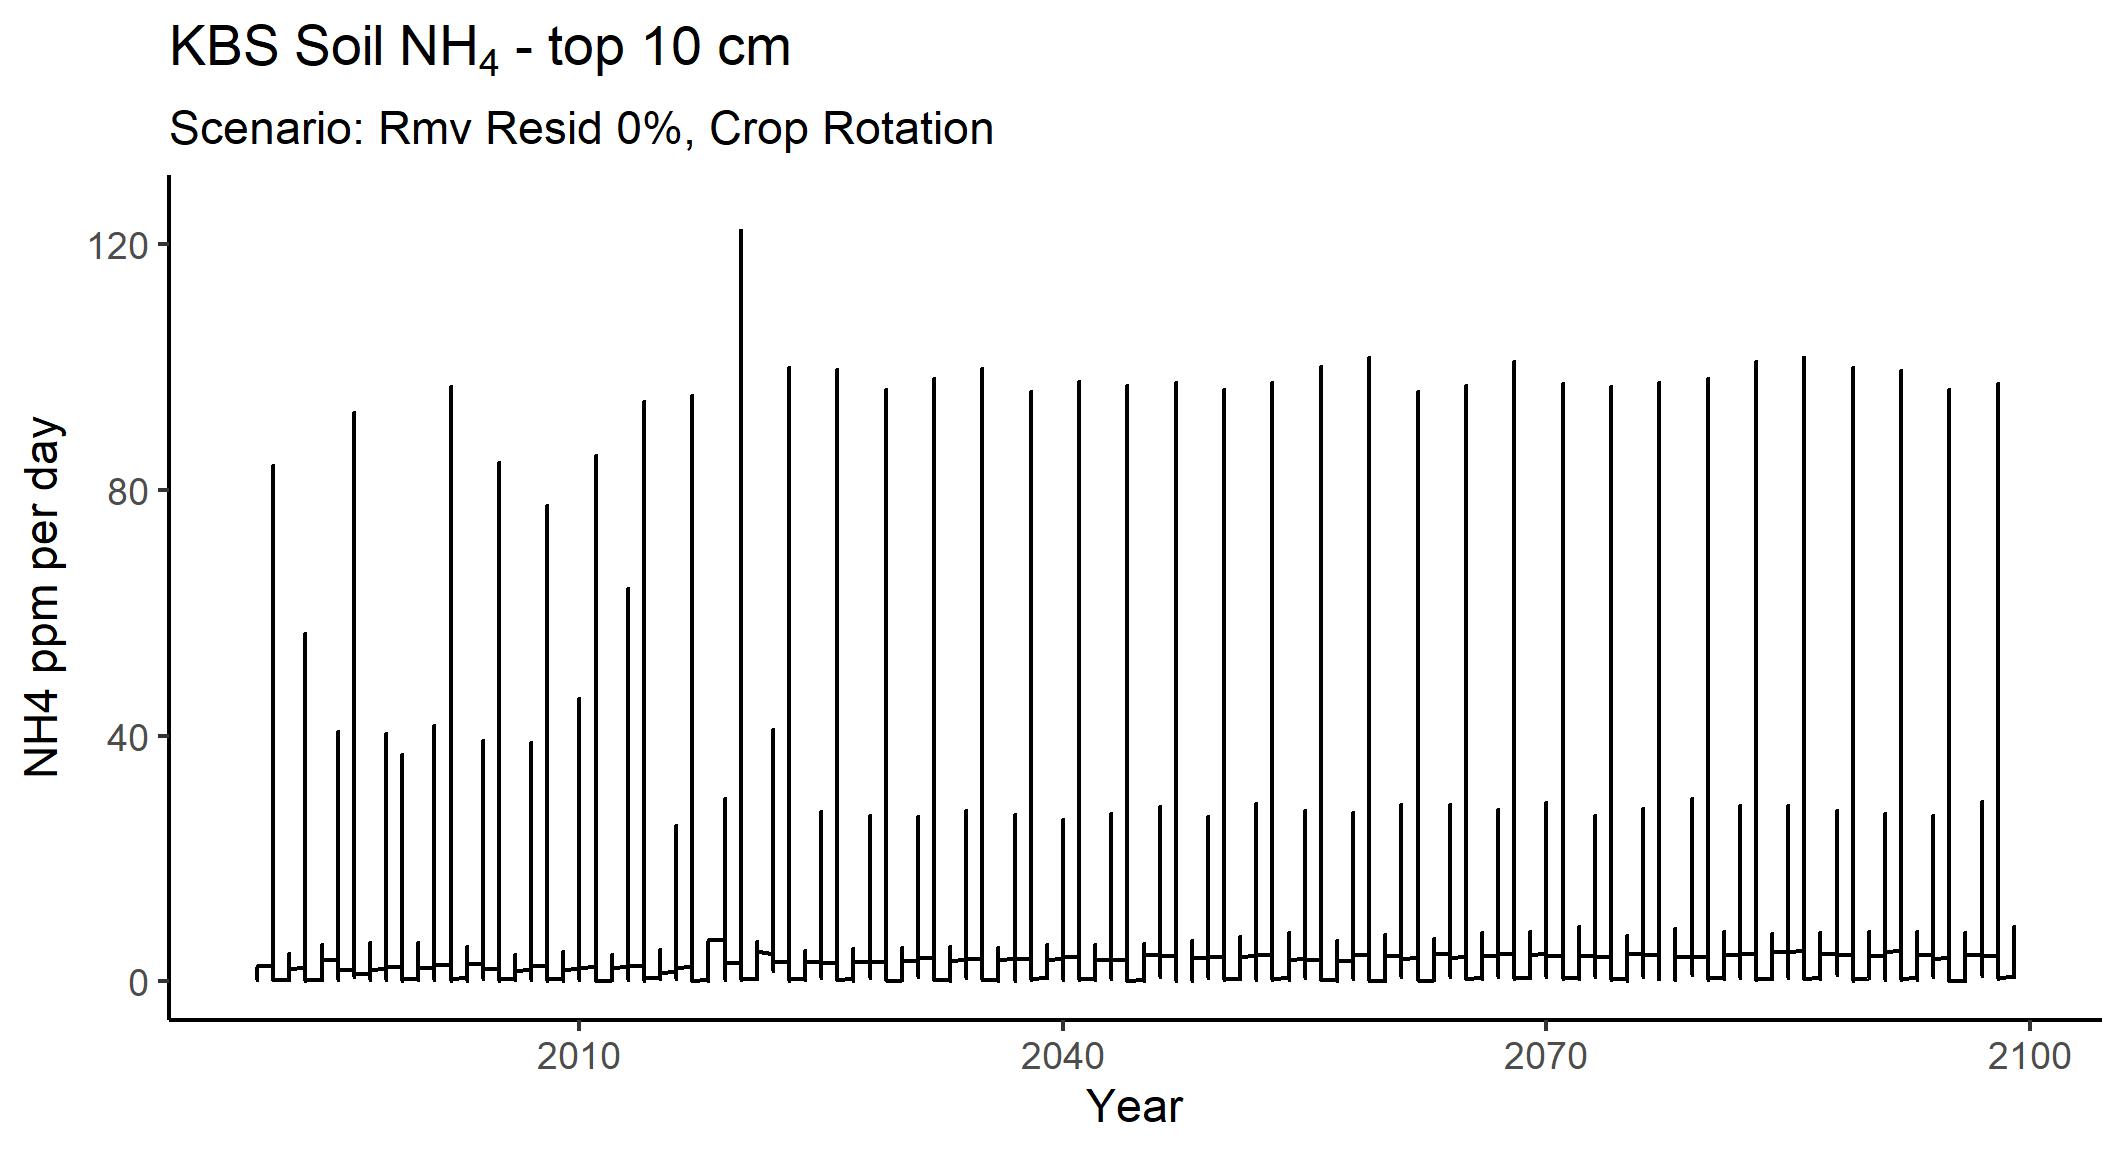 KBS Soil NH₄ - top 10 cm
Scenario: Rmv Resid 0%, Crop Rotation
NH4 ppm per day
120
80
40
0
2010 2040 2070 2100
Year